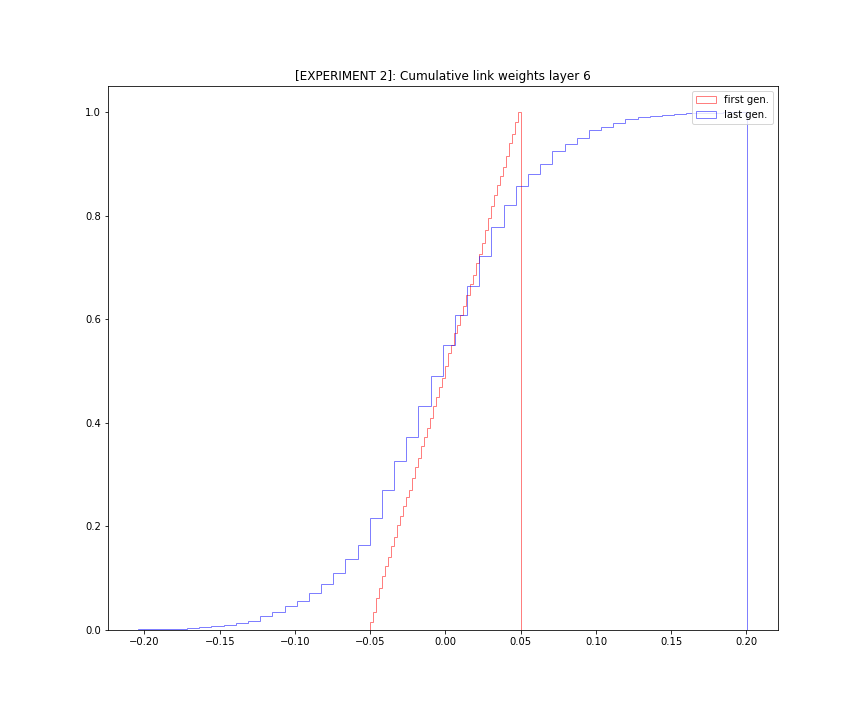 [EXPERIMENT 2]: Cumulative link weights layer 6
first gen.
last gen.
1.0
0.8
0.6
0.4
0.2
0.0
−0.20 −0.15 −0.10 −0.05 0.00 0.05 0.10 0.15 0.20